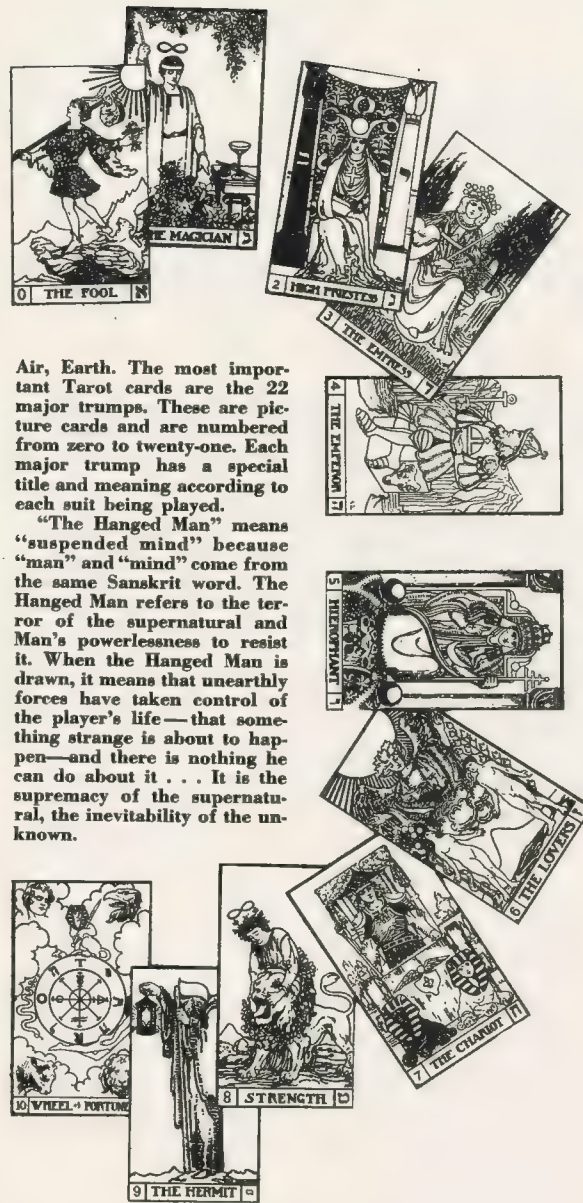 THE MAGICIAN ב
0 THE FOOL א
2 HIGH PRIESTESS ג
3 THE EMPRESS ד
4 THE EMPEROR ה
5 HIEROPHANT ו
6 THE LOVERS ז
7 THE CHARIOT ח
8 STRENGTH ט
9 THE HERMIT
10 WHEEL of FORTUNE
Air, Earth. The most impor-
tant Tarot cards are the 22
major trumps. These are pic-
ture cards and are numbered
from zero to twenty-one. Each
major trump has a special
title and meaning according to
each suit being played.
"The Hanged Man" means
"suspended mind" because
"man" and "mind" come from
the same Sanskrit word. The
Hanged Man refers to the ter-
ror of the supernatural and
Man's powerlessness to resist
it. When the Hanged Man is
drawn, it means that unearthly
forces have taken control of
the player's life—that some-
thing strange is about to hap-
pen—and there is nothing he
can do about it . . . It is the
supremacy of the supernatu-
ral, the inevitability of the un-
known.